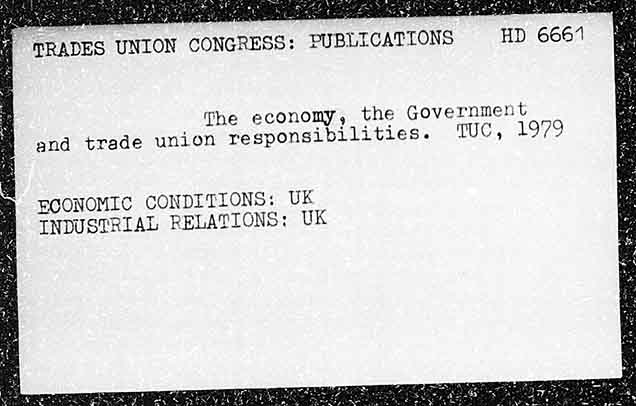 TRADES UNION CONGRESS: PUBLICATIONS HD 6661
The economy, the Government
and trade union responsibilities. TUC, 1979
ECONOMIC CONDITIONS: UK
INDUSTRIAL RELATIONS: UK